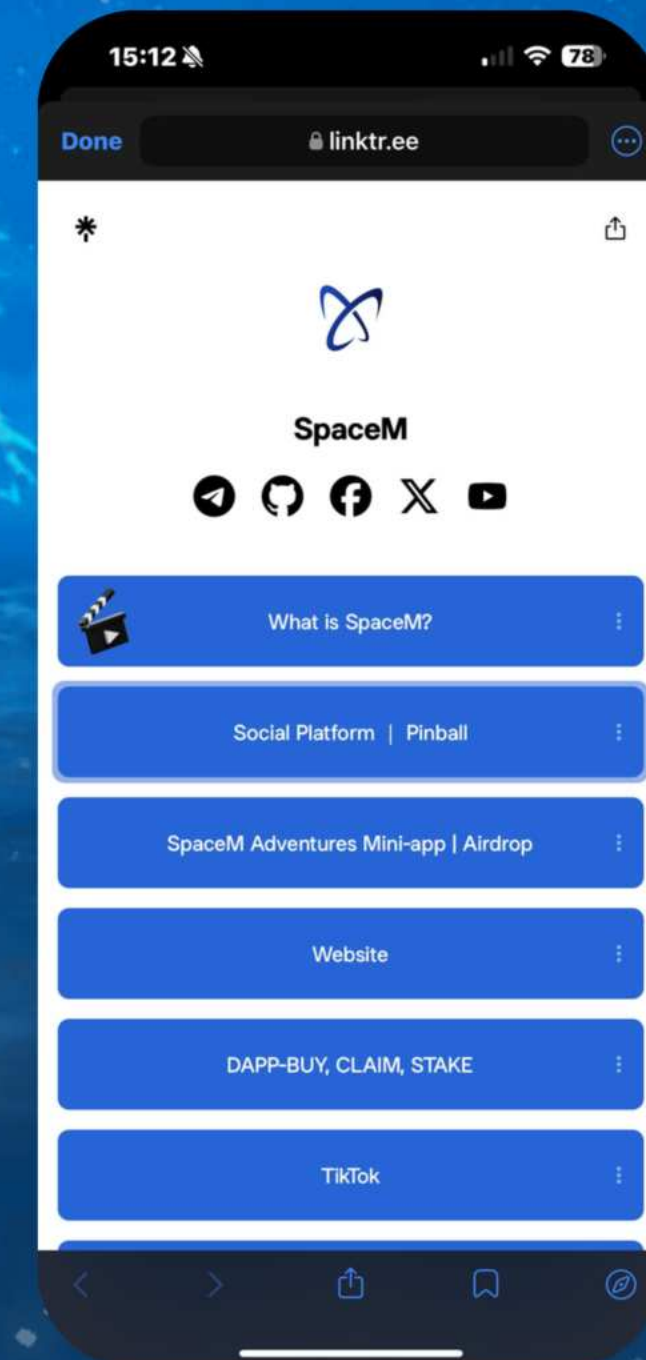 15:12
78
Done
linktr.ee
SpaceM
What is SpaceM?
Social Platform | Pinball
SpaceM Adventures Mini-app | Airdrop
Website
DAPP-BUY, CLAIM, STAKE
TikTok